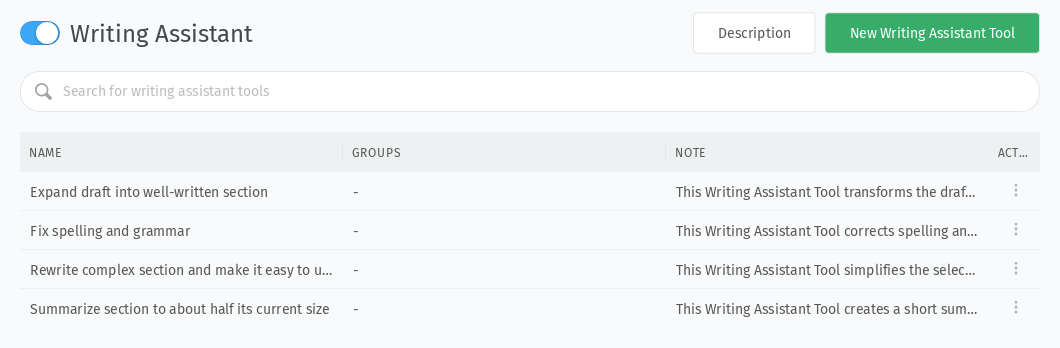 Writing Assistant
Description
New Writing Assistant Tool
Search for writing assistant tools
NAME GROUPS NOTE ACT...
Expand draft into well-written section - This Writing Assistant Tool transforms the draf...
Fix spelling and grammar - This Writing Assistant Tool corrects spelling an...
Rewrite complex section and make it easy to u... - This Writing Assistant Tool simplifies the selec...
Summarize section to about half its current size - This Writing Assistant Tool creates a short sum...